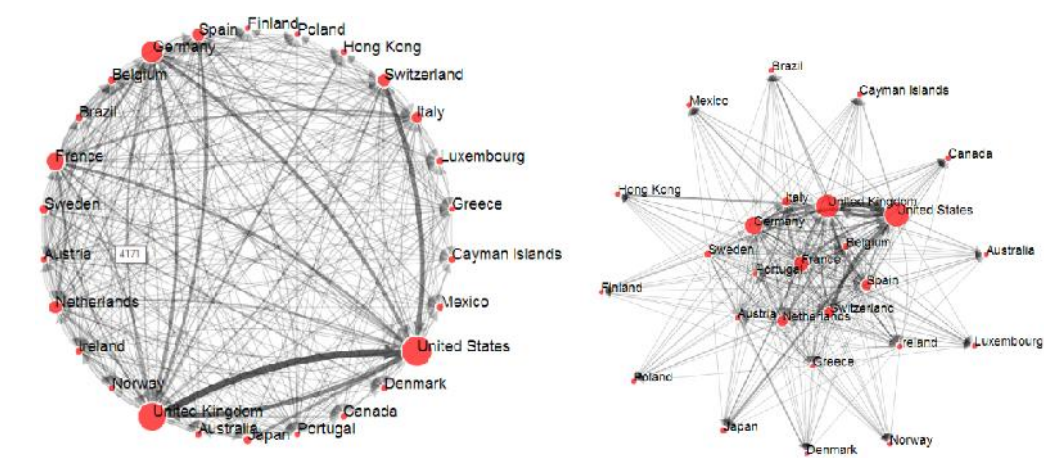 Finland
Spain
Poland
Germany
Hong Kong
Belgium
Switzerland
Brazil
Italy
France
Luxembourg
Sweden
Greece
Austria
4171
Cayman Islands
Netherlands
Mexico
Ireland
United States
Norway
Denmark
United Kingdom
Canada
Australia
Japan
Portugal
Brazil
Cayman Islands
Mexico
Canada
Hong Kong
Italy
United Kingdom
United States
Germany
Sweden
Belgium
Australia
France
Portugal
Spain
Finland
Austria
Netherlands
Switzerland
Ireland
Luxembourg
Greece
Poland
Japan
Norway
Denmark